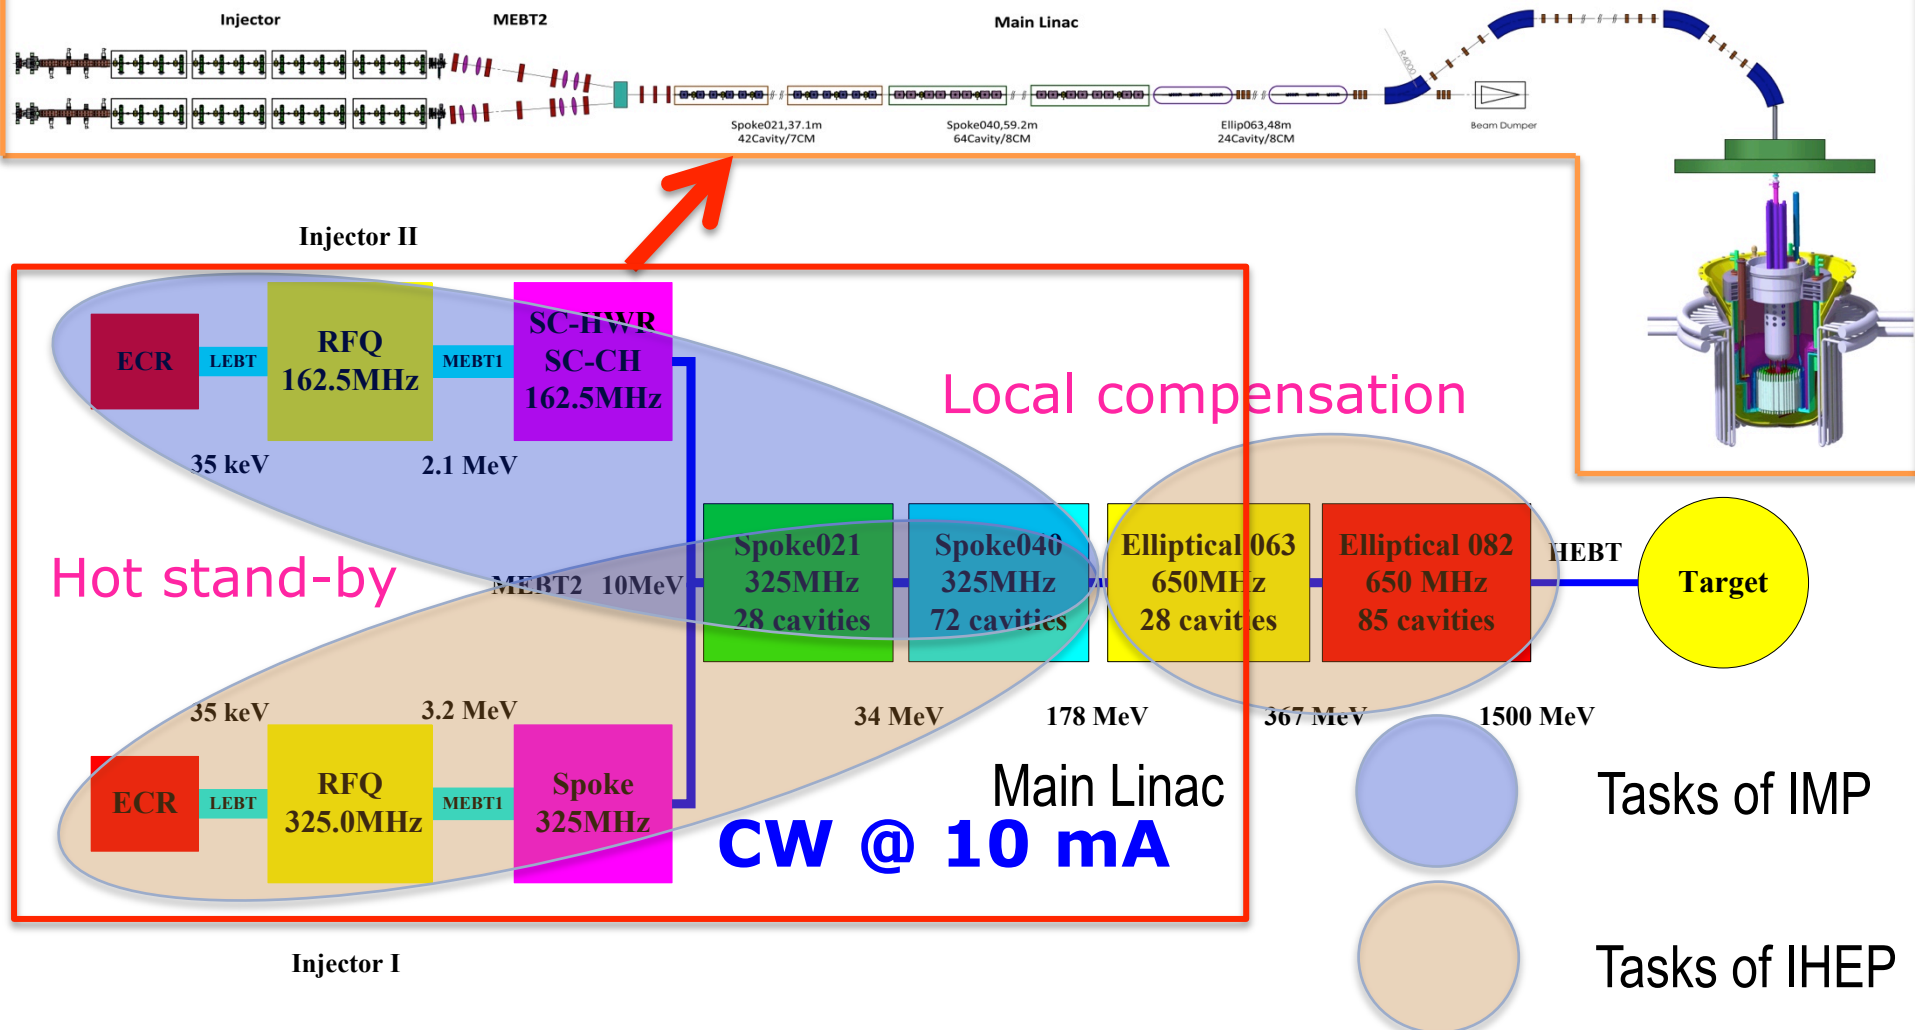 Injector
MEBT2
Main Linac
R4000
Spoke021,37.1m
42Cavity/7CM
Spoke040,59.2m
64Cavity/8CM
Ellip063,48m
24Cavity/8CM
Beam Dumper
Injector II
ECR
LEBT
RFQ
162.5MHz
MEBT1
SC-HWR
SC-CH
162.5MHz
35 keV
2.1 MeV
Local compensation
Hot stand-by
MEBT2
10MeV
Spoke021
325MHz
28 cavities
Spoke040
325MHz
72 cavities
Elliptical 063
650MHz
28 cavities
Elliptical 082
650 MHz
85 cavities
HEBT
Target
35 keV
3.2 MeV
34 MeV
178 MeV
367 MeV
1500 MeV
ECR
LEBT
RFQ
325.0MHz
MEBT1
Spoke
325MHz
Main Linac
CW @ 10 mA
Tasks of IMP
Injector I
Tasks of IHEP